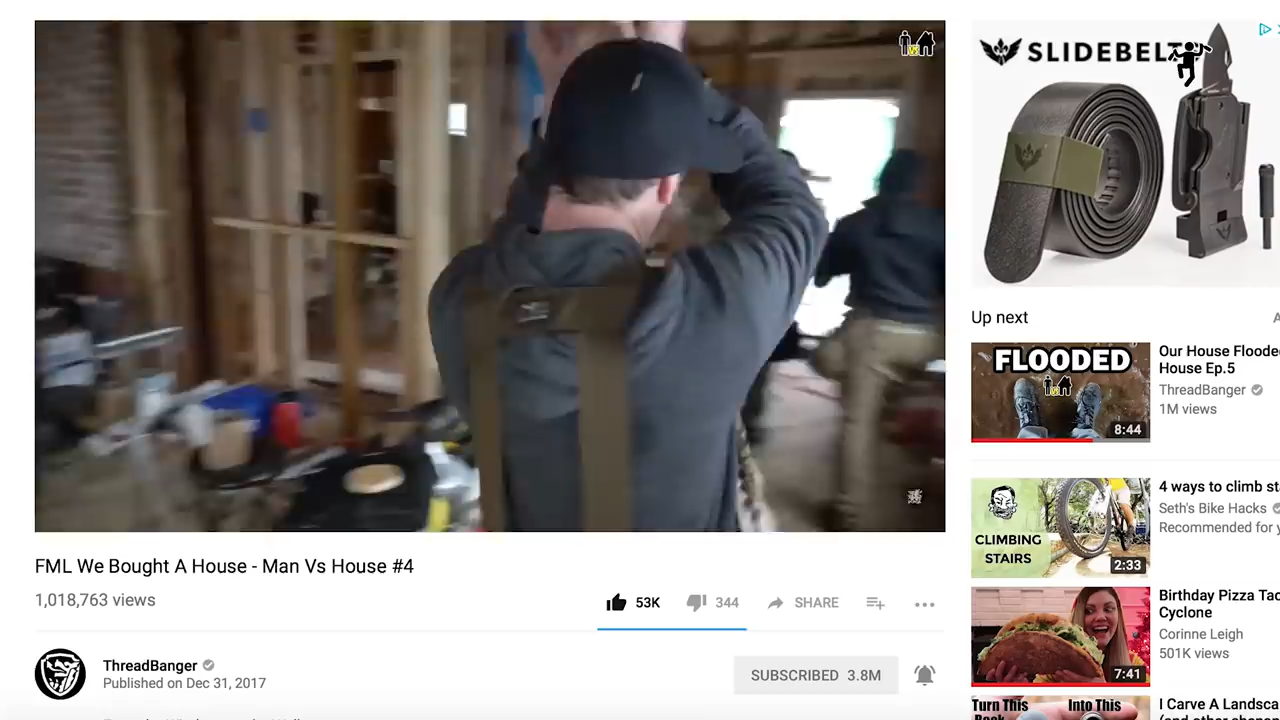 SLIDEBELT
Up next
A
FLOODED
8:44
Our House Floode
House Ep.5
ThreadBanger
1M views
CLIMBING
STAIRS
2:33
4 ways to climb st
Seth's Bike Hacks
Recommended for y
FML We Bought A House - Man Vs House #4
1,018,763 views
53K
344
SHARE
7:41
Birthday Pizza Tac
Cyclone
Corinne Leigh
501K views
ThreadBanger
Published on Dec 31, 2017
SUBSCRIBED 3.8M
Turn This
Into This
I Carve A Landsca